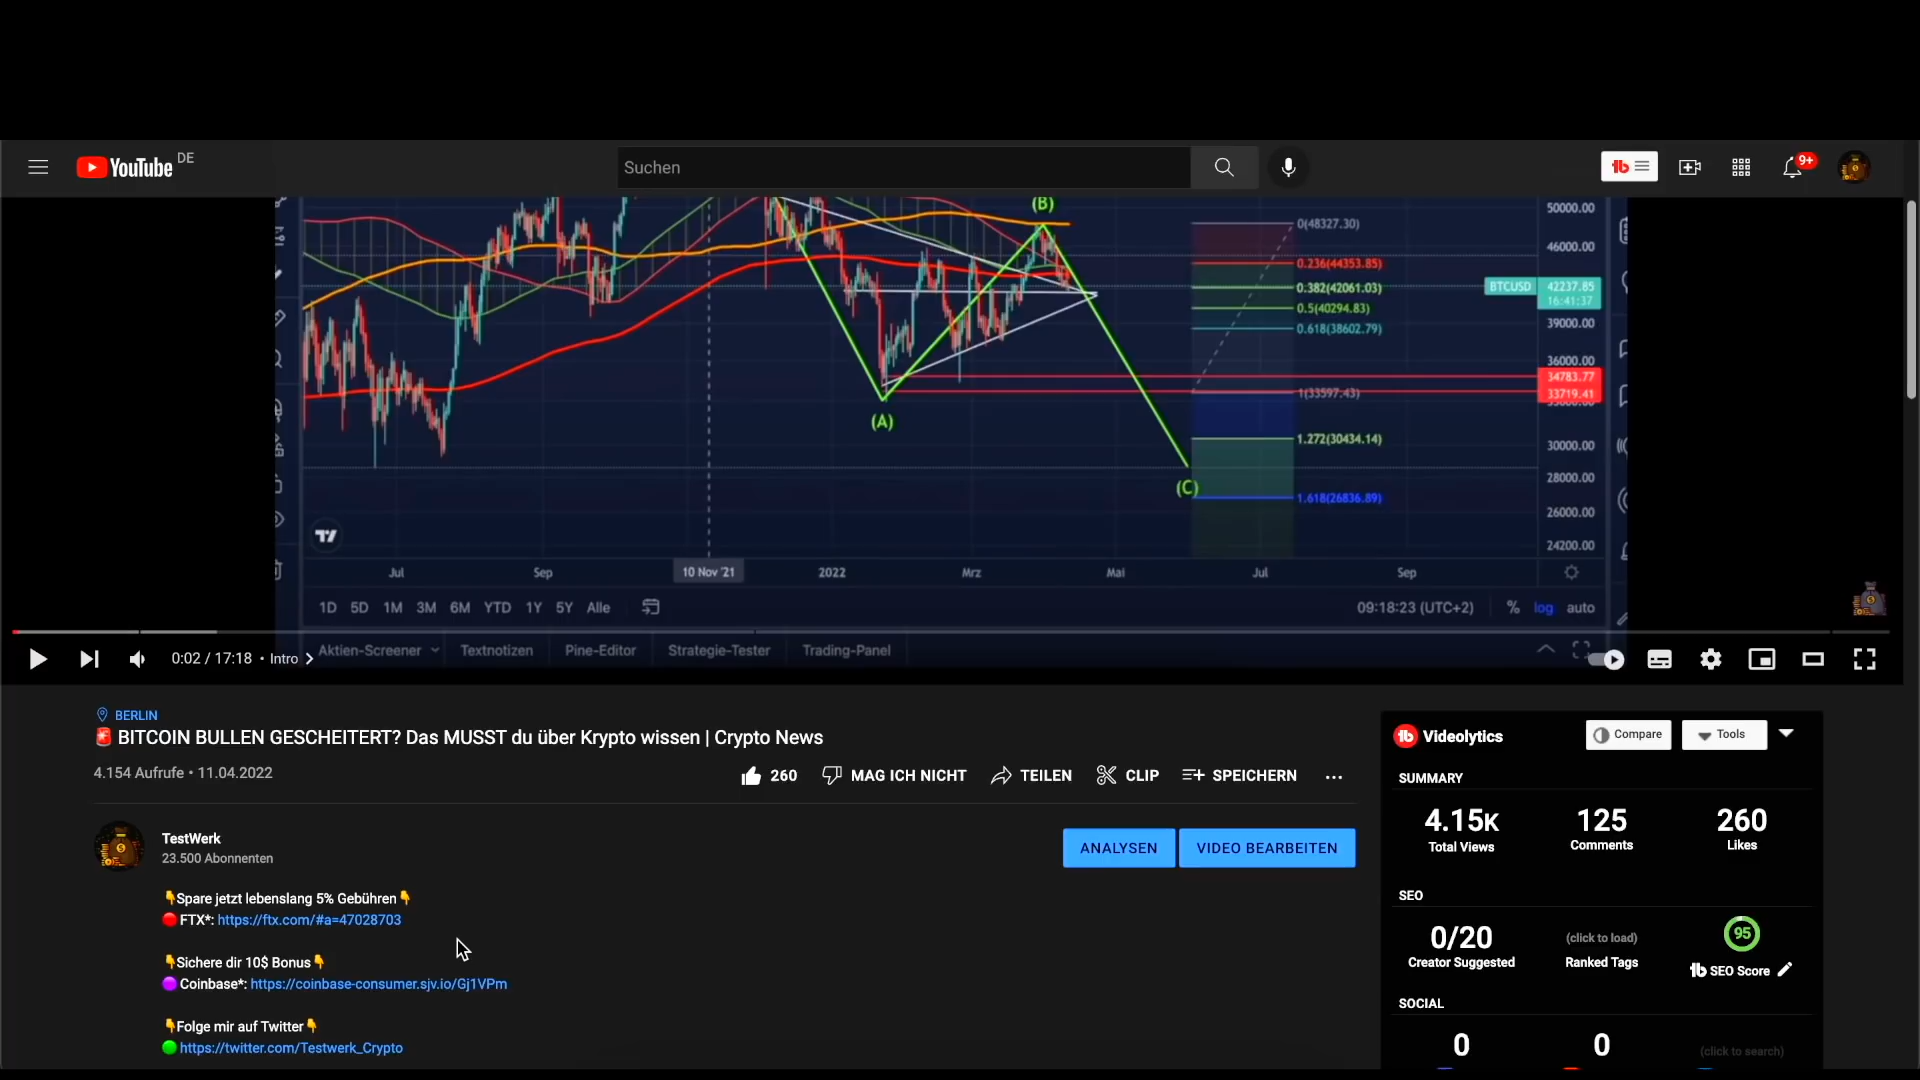 YouTube DE
Suchen
9+
(B)
(A)
(C)
0(48327.30)
0.236(44353.85)
0.382(42061.03)
0.5(40294.83)
0.618(38602.79)
1(33597.43)
1.272(30434.14)
1.618(26836.89)
50000.00
46000.00
BTCUSD 42237.85
16:41:37
39000.00
36000.00
34783.77
33719.41
30000.00
28000.00
26000.00
24200.00
Jul Sep 10 Nov '21 2022 Mrz Mai Jul Sep
1D 5D 1M 3M 6M YTD 1Y 5Y Alle
09:18:23 (UTC+2) % log auto
Aktien-Screener Textnotizen Pine-Editor Strategie-Tester Trading-Panel
0:02 / 17:18 • Intro
BERLIN
🚨 BITCOIN BULLEN GESCHEITERT? Das MUSST du über Krypto wissen | Crypto News
4.154 Aufrufe • 11.04.2022
260 MAG ICH NICHT TEILEN CLIP SPEICHERN ...
TestWerk
23.500 Abonnenten
ANALYSEN VIDEO BEARBEITEN
👇Spare jetzt lebenslang 5% Gebühren👇
🔴 FTX*: https://ftx.com/#a=47028703
👇Sichere dir 10$ Bonus👇
🟣 Coinbase*: https://coinbase-consumer.sjv.io/Gj1VPm
👇Folge mir auf Twitter👇
🟢 https://twitter.com/Testwerk_Crypto
Videolytics Compare Tools
SUMMARY
4.15K 125 260
Total Views Comments Likes
SEO
0/20 (click to load) 95
Creator Suggested Ranked Tags SEO Score
SOCIAL
0 0 (click to search)